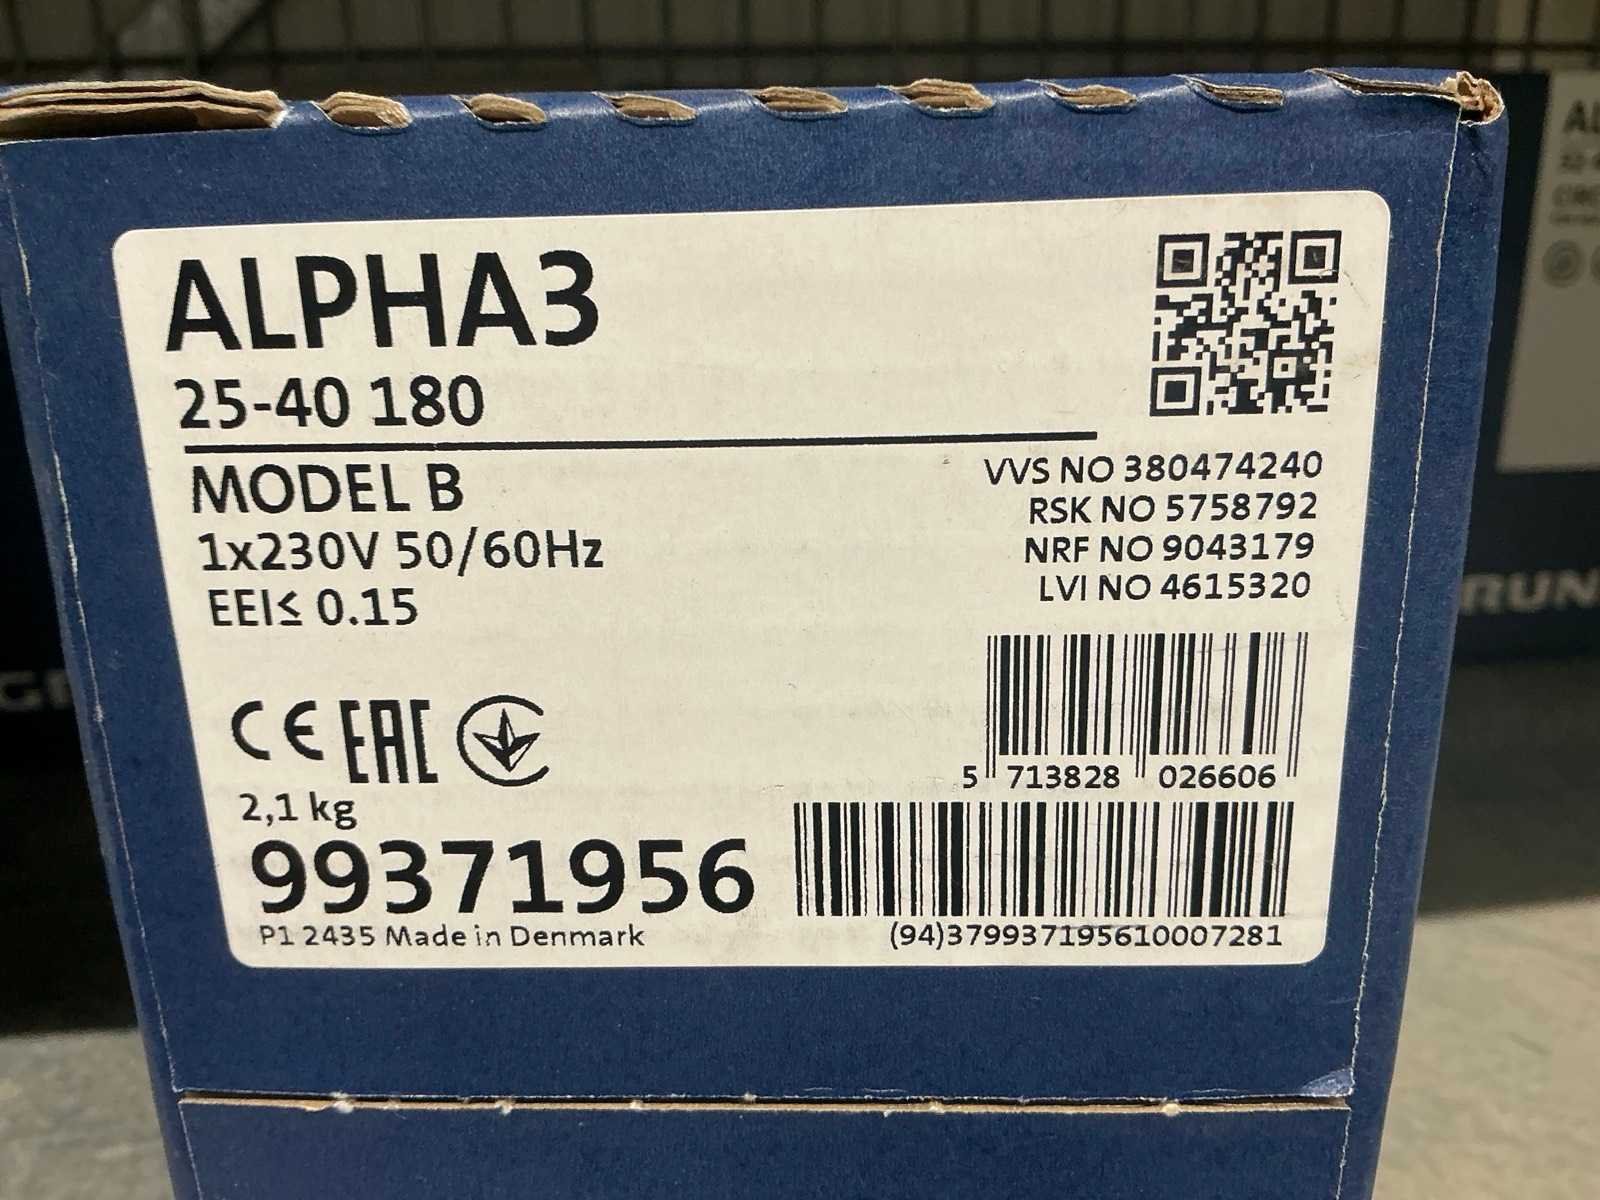 ALPHA3
25-40 180
MODEL B
1x230V 50/60Hz
EEI≤ 0.15
VVS NO 380474240
RSK NO 5758792
NRF NO 9043179
LVI NO 4615320
CE EAC
2,1 kg
5 713828 026606
99371956
P1 2435 Made in Denmark
(94)379937195610007281